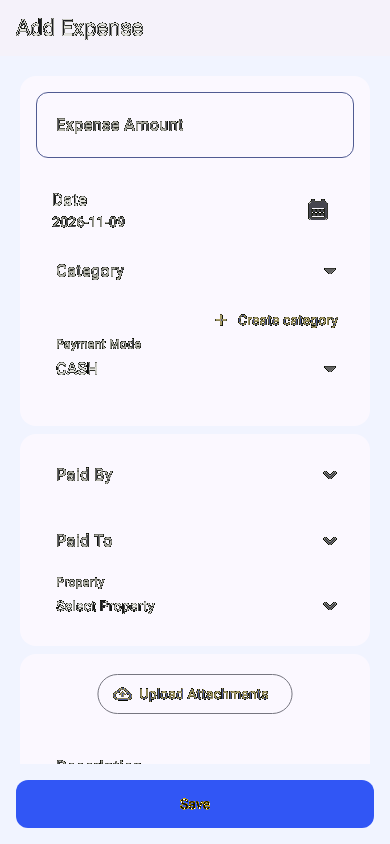 Add Expense
Expense Amount
Date
2026-11-09
Category
Create category
Payment Mode
CASH
Paid By
Paid To
Property
Select Property
Upload Attachments
Save